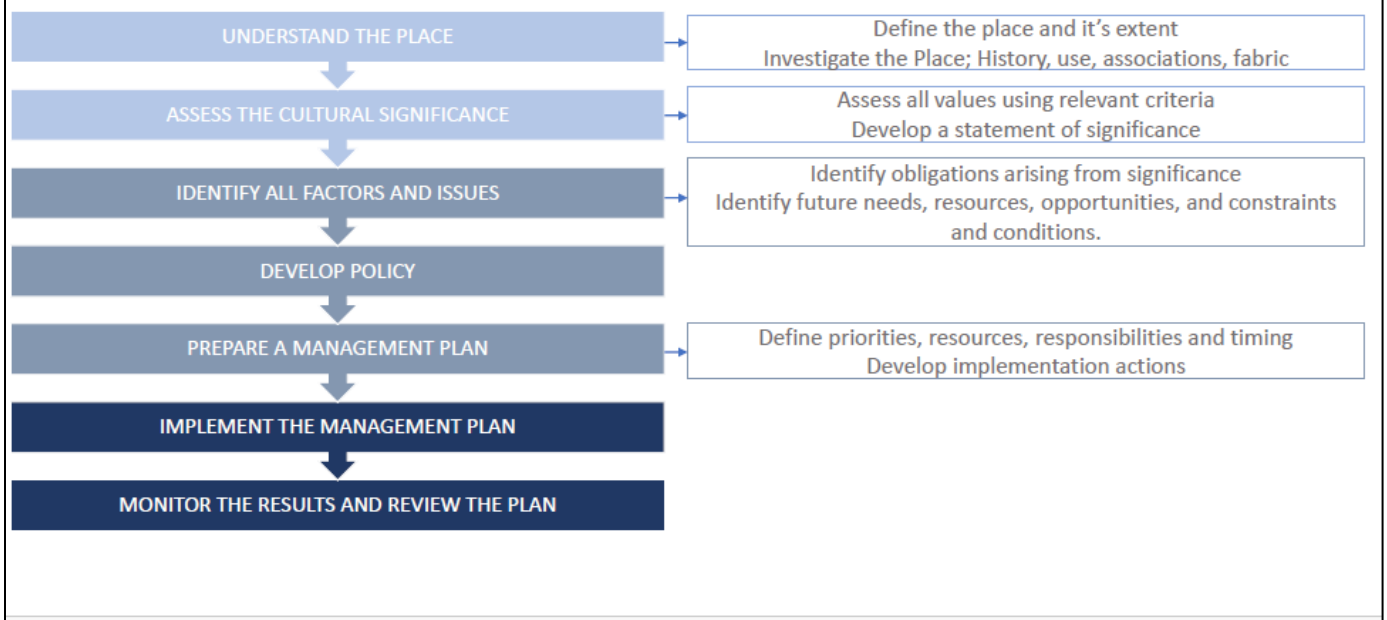 UNDERSTAND THE PLACE
Define the place and it's extent
Investigate the Place; History, use, associations, fabric
ASSESS THE CULTURAL SIGNIFICANCE
Assess all values using relevant criteria
Develop a statement of significance
IDENTIFY ALL FACTORS AND ISSUES
Identify obligations arising from significance
Identify future needs, resources, opportunities, and constraints
and conditions.
DEVELOP POLICY
PREPARE A MANAGEMENT PLAN
Define priorities, resources, responsibilities and timing
Develop implementation actions
IMPLEMENT THE MANAGEMENT PLAN
MONITOR THE RESULTS AND REVIEW THE PLAN